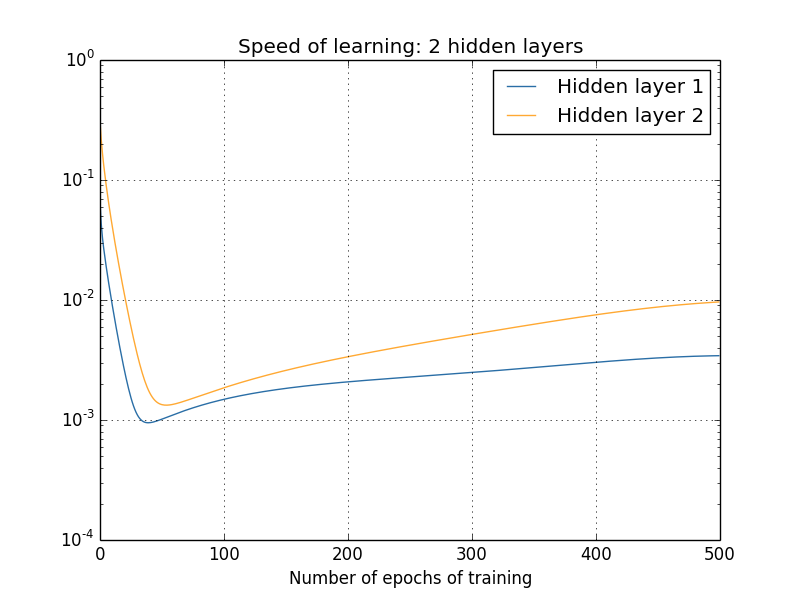 Speed of learning: 2 hidden layers
10^0
Hidden layer 1
Hidden layer 2
10^-1
10^-2
10^-3
10^-4
0 100 200 300 400 500
Number of epochs of training